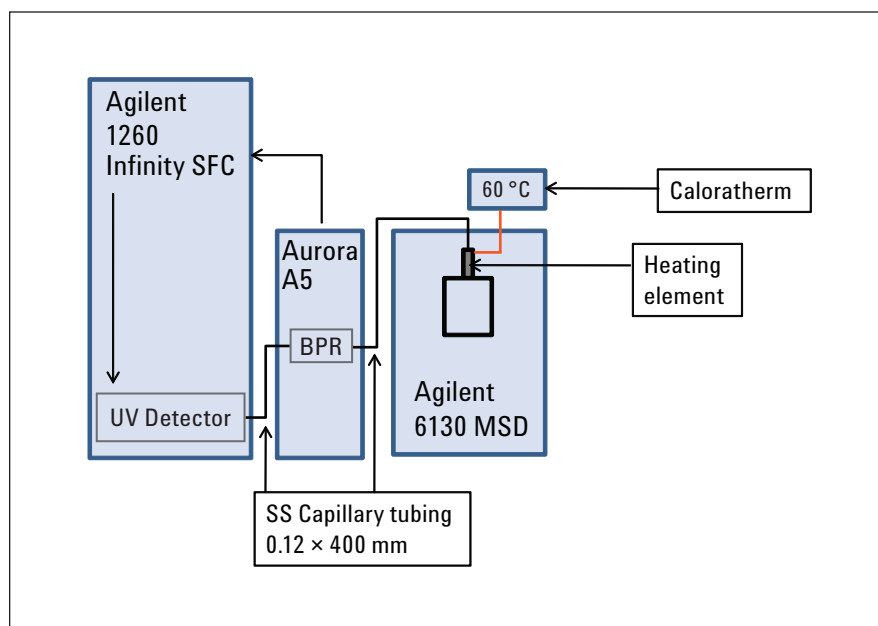 Agilent
1260
Infinity SFC
UV Detector
Aurora
A5
BPR
60 °C
Caloratherm
Heating
element
Agilent
6130 MSD
SS Capillary tubing
0.12 × 400 mm